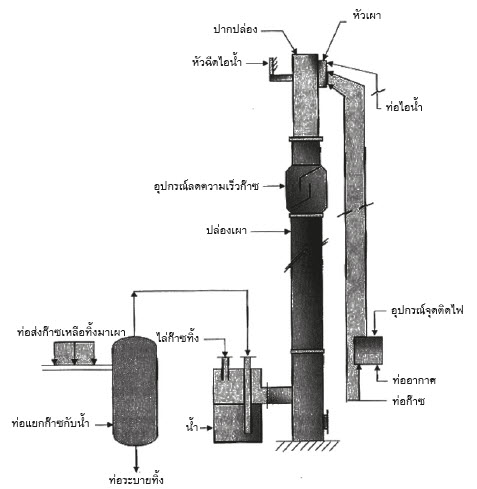 หัวเผา
ปากปล่อง
หัวฉีดไอน้ำ
ท่อไอน้ำ
อุปกรณ์ลดความเร็วก๊าซ
ปล่องเผา
อุปกรณ์จุดติดไฟ
ท่อส่งก๊าซเหลือทิ้งมาเผา
ไล่ก๊าซทิ้ง
ท่ออากาศ
ท่อก๊าซ
ท่อแยกก๊าซกับน้ำ
น้ำ
ท่อระบายทิ้ง